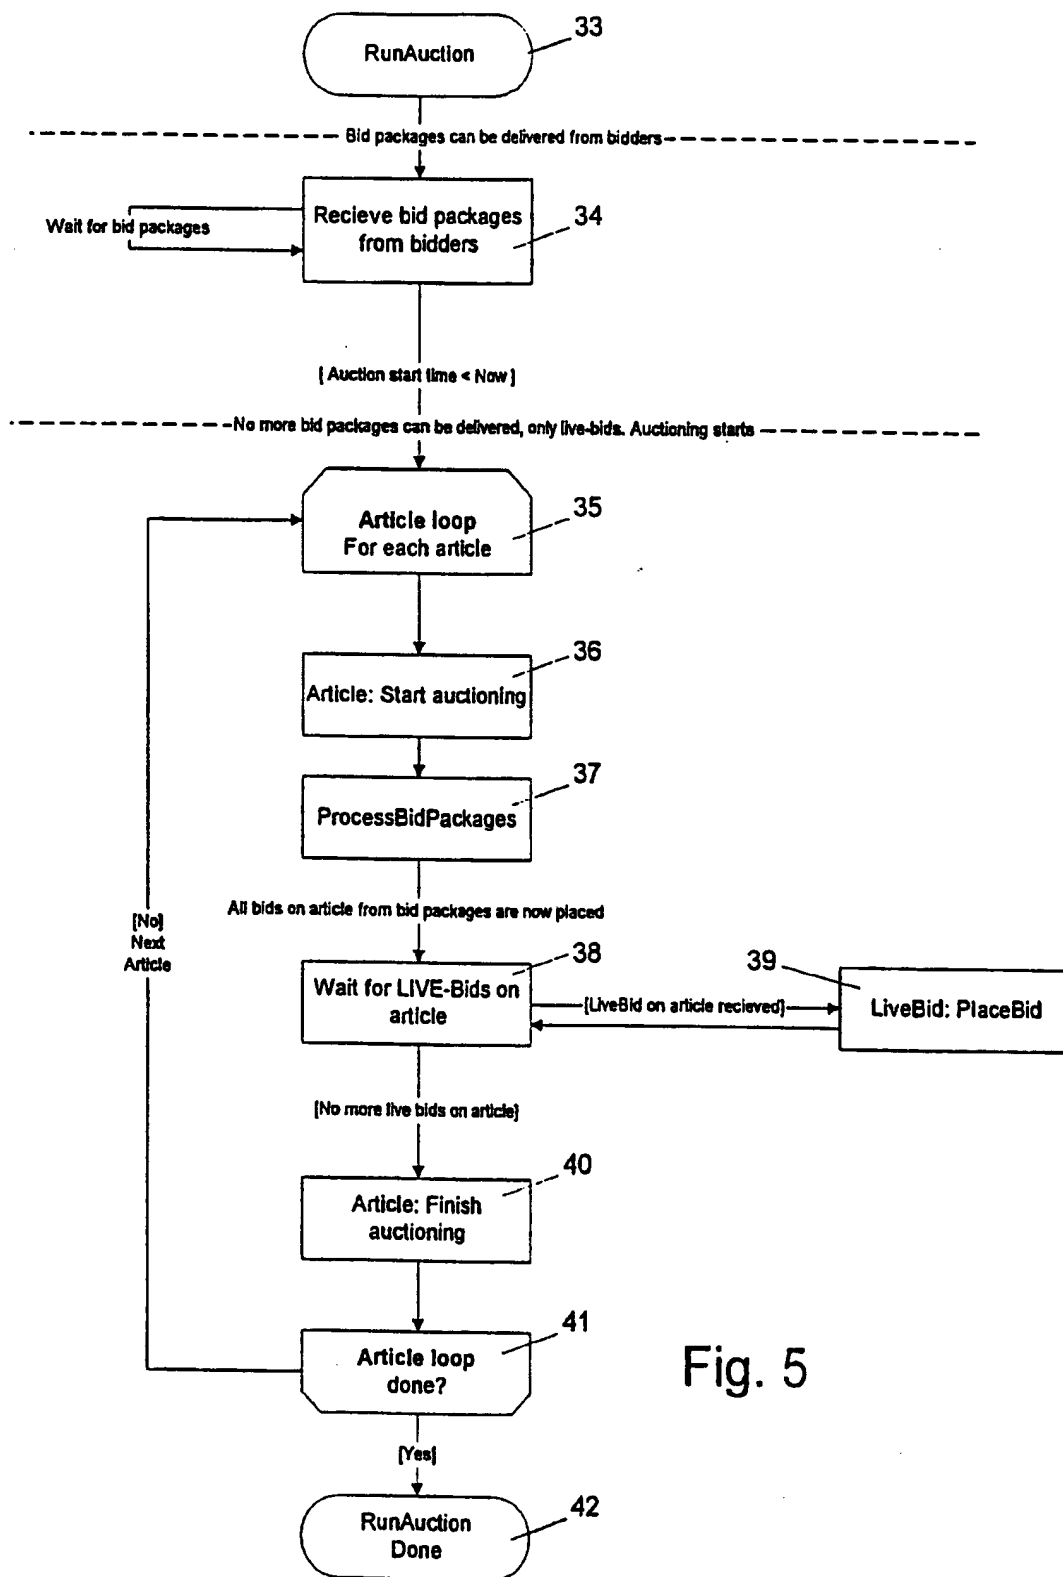 33
RunAuction
Bid packages can be delivered from bidders
Recieve bid packages
from bidders
34
Wait for bid packages
[ Auction start time < Now ]
No more bid packages can be delivered, only live-bids. Auctioning starts
35
Article loop
For each article
36
Article: Start auctioning
37
ProcessBidPackages
All bids on article from bid packages are now placed
[No]
Next
Article
38
Wait for LIVE-Bids on
article
[LiveBid on article recieved]
39
LiveBid: PlaceBid
[No more live bids on article]
40
Article: Finish
auctioning
41
Article loop
done?
Fig. 5
[Yes]
42
RunAuction
Done